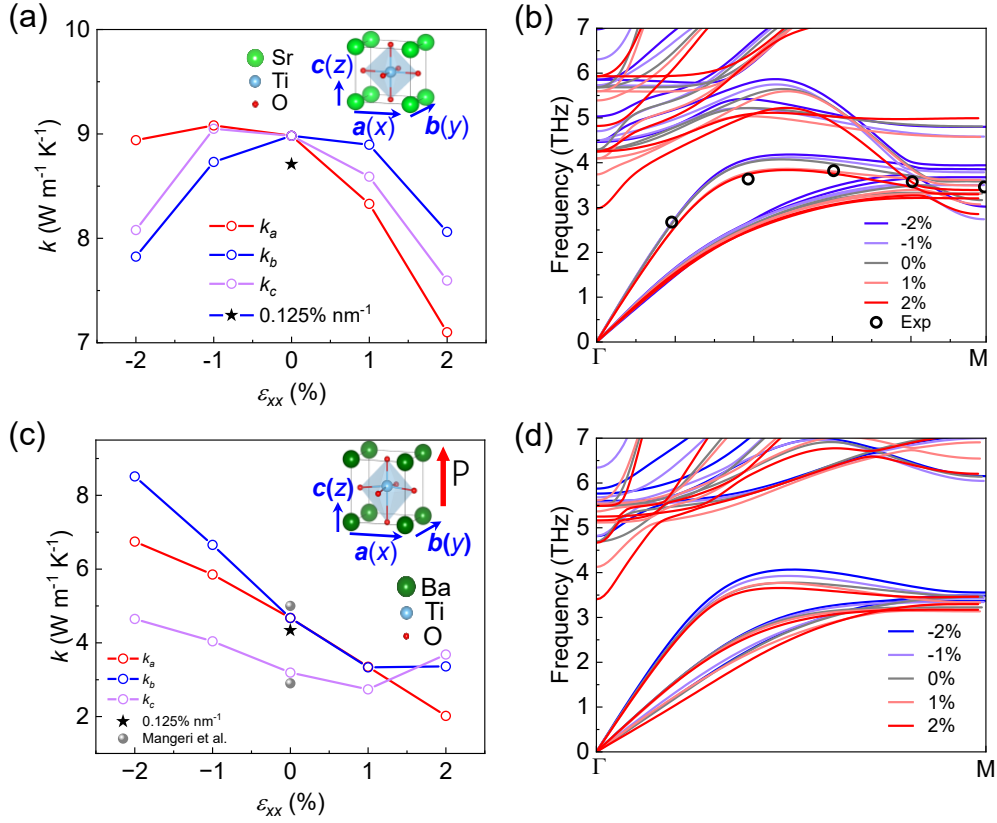 (a)
10
9
8
7
k (W m⁻¹ K⁻¹)
-2
-1
0
1
2
εxx (%)
Sr
Ti
O
c(z)
a(x)
b(y)
ka
kb
kc
0.125% nm⁻¹
(b)
7
6
5
4
3
2
1
0
Frequency (THz)
Γ
M
-2%
-1%
0%
1%
2%
Exp
(c)
8
6
4
2
k (W m⁻¹ K⁻¹)
−2
−1
0
1
2
εxx (%)
P
c(z)
a(x)
b(y)
Ba
Ti
O
ka
kb
kc
0.125% nm⁻¹
Mangeri et al.
(d)
7
6
5
4
3
2
1
0
Frequency (THz)
Γ
M
-2%
-1%
0%
1%
2%